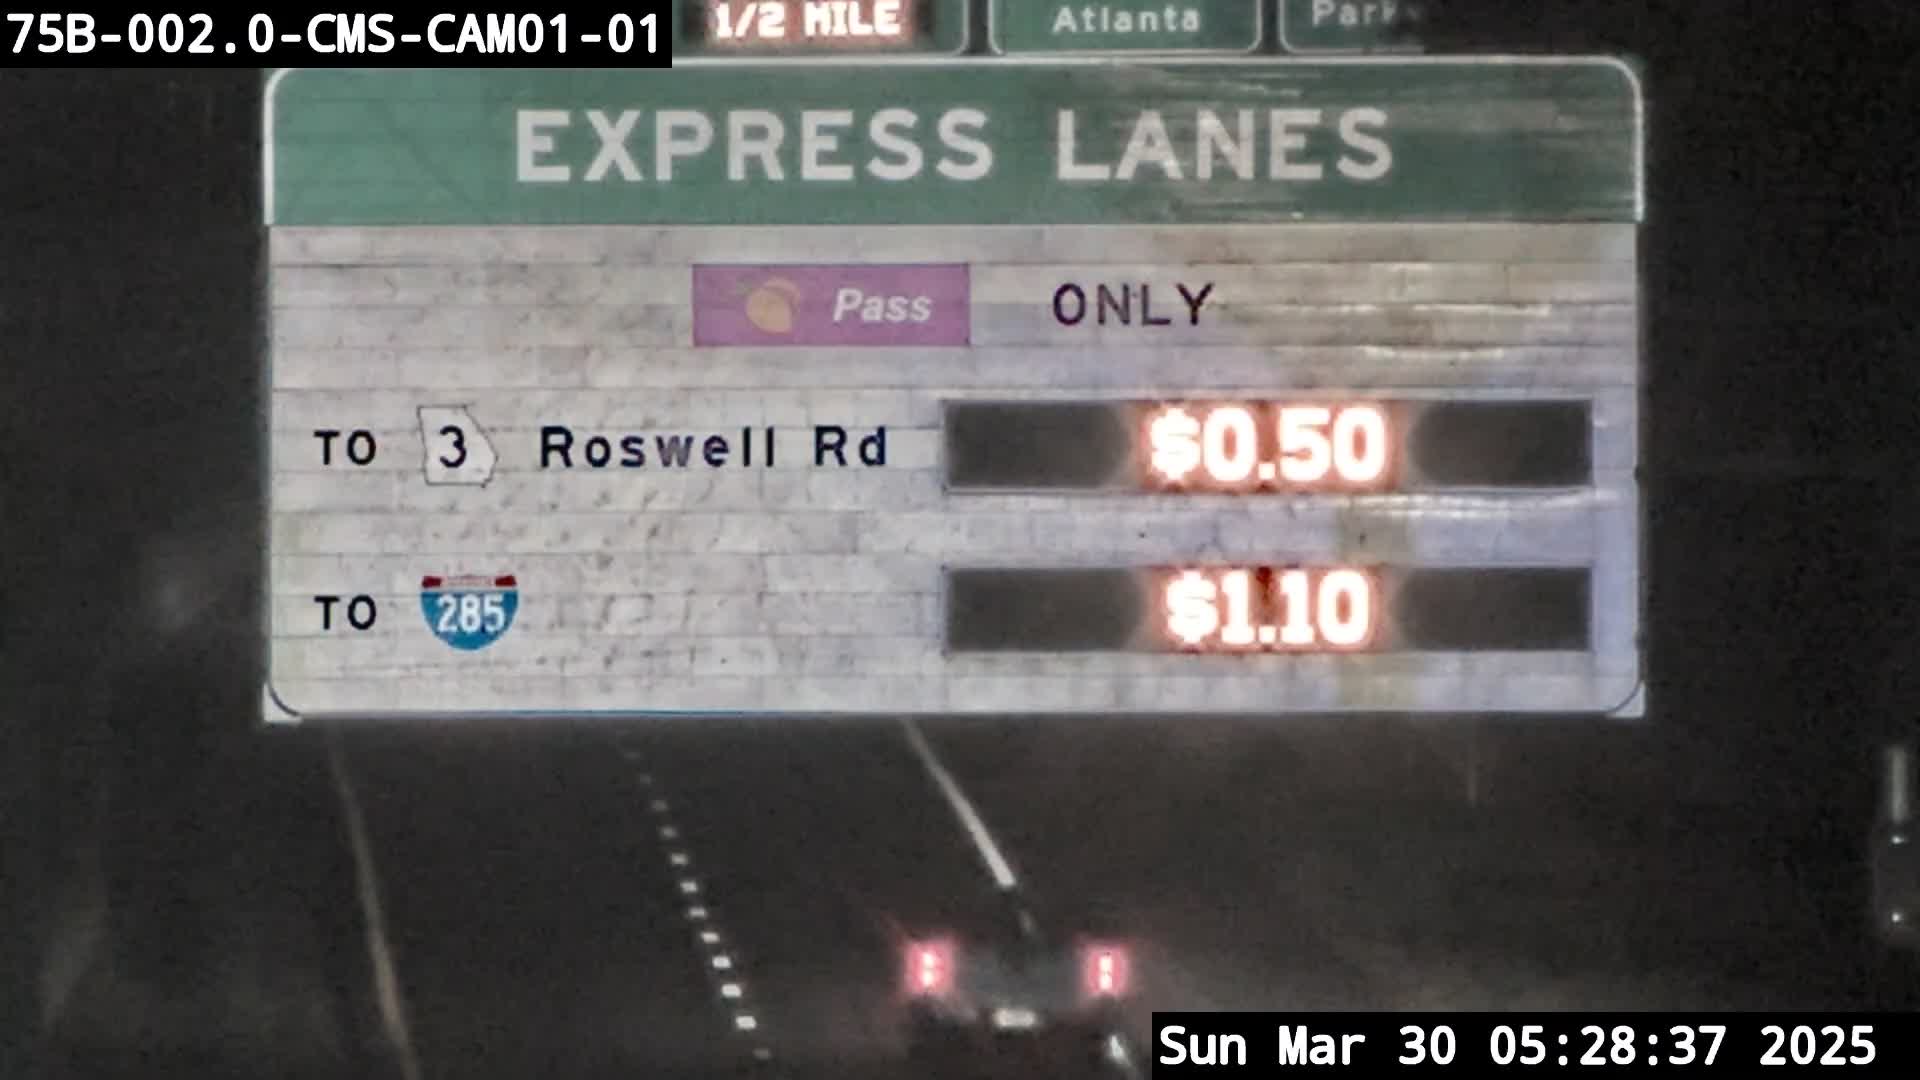 75B-002.0-CMS-CAM01-01
1/2 MILE
Atlanta
EXPRESS LANES
Pass ONLY
TO 3 Roswell Rd $0.50
TO 285 $1.10
Sun Mar 30 05:28:37 2025